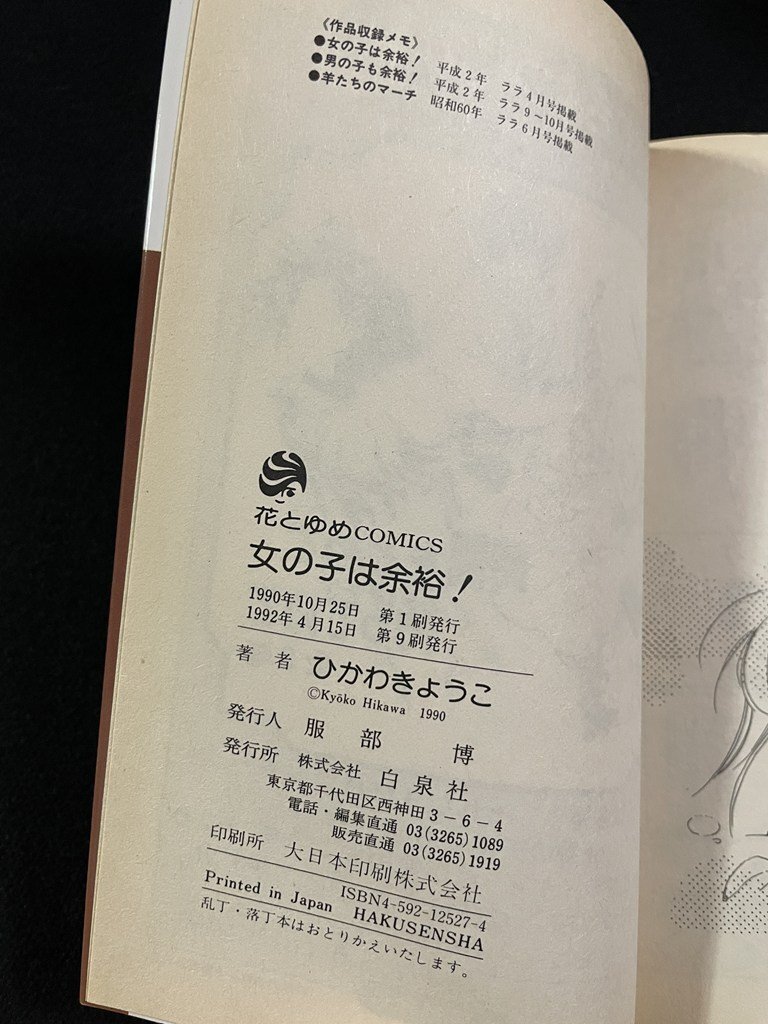 《作品収録メモ》
●女の子は余裕！ 平成2年 ララ4月号掲載
●男の子も余裕！ 平成2年 ララ9〜10月号掲載
●羊たちのマーチ 昭和60年 ララ6月号掲載
花とゆめCOMICS
女の子は余裕！
1990年10月25日 第1刷発行
1992年4月15日 第9刷発行
著者 ひかわきょうこ
©Kyōko Hikawa 1990
発行人 服部 博
発行所 株式会社 白泉社
東京都千代田区西神田3－6－4
電話・編集直通 03(3265)1089
販売直通 03(3265)1919
印刷所 大日本印刷株式会社
ISBN4-592-12527-4
Printed in Japan HAKUSENSHA
乱丁・落丁本はおとりかえいたします。